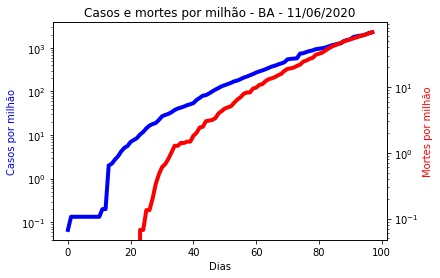 Casos e mortes por milhão - BA - 11/06/2020
Casos por milhão
10³
10²
10¹
10⁰
10⁻¹
10¹
10⁰
10⁻¹
Mortes por milhão
0 20 40 60 80 100
Dias